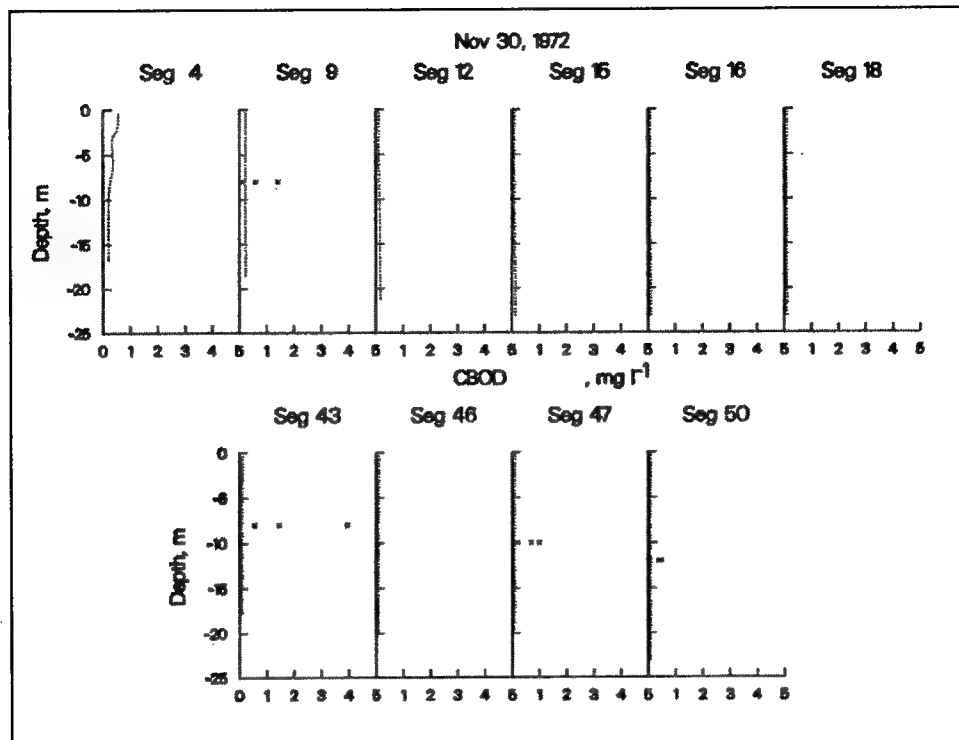 Nov 30, 1972
Seg 4 Seg 9 Seg 12 Seg 15 Seg 16 Seg 18
Depth, m
0
-5
-10
-15
-20
-25
0 1 2 3 4 5 1 2 3 4 5 1 2 3 4 5 1 2 3 4 5 1 2 3 4 5 1 2 3 4 5
CBOD , mg l-1
Seg 43 Seg 46 Seg 47 Seg 50
Depth, m
0
-5
-10
-15
-20
-25
0 1 2 3 4 5 1 2 3 4 5 1 2 3 4 5 1 2 3 4 5